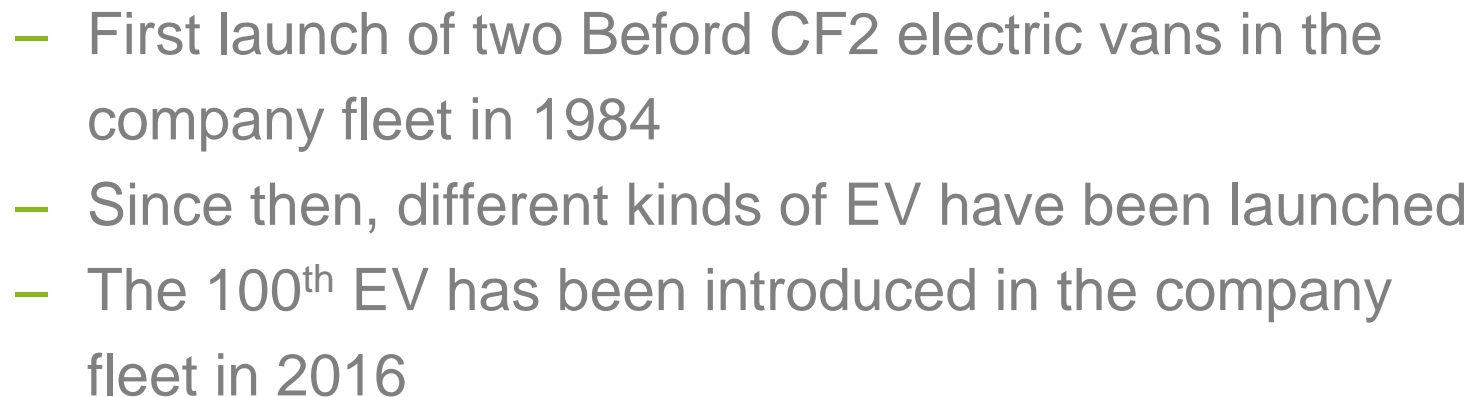 – First launch of two Beford CF2 electric vans in the
company fleet in 1984
– Since then, different kinds of EV have been launched
– The 100th EV has been introduced in the company
fleet in 2016